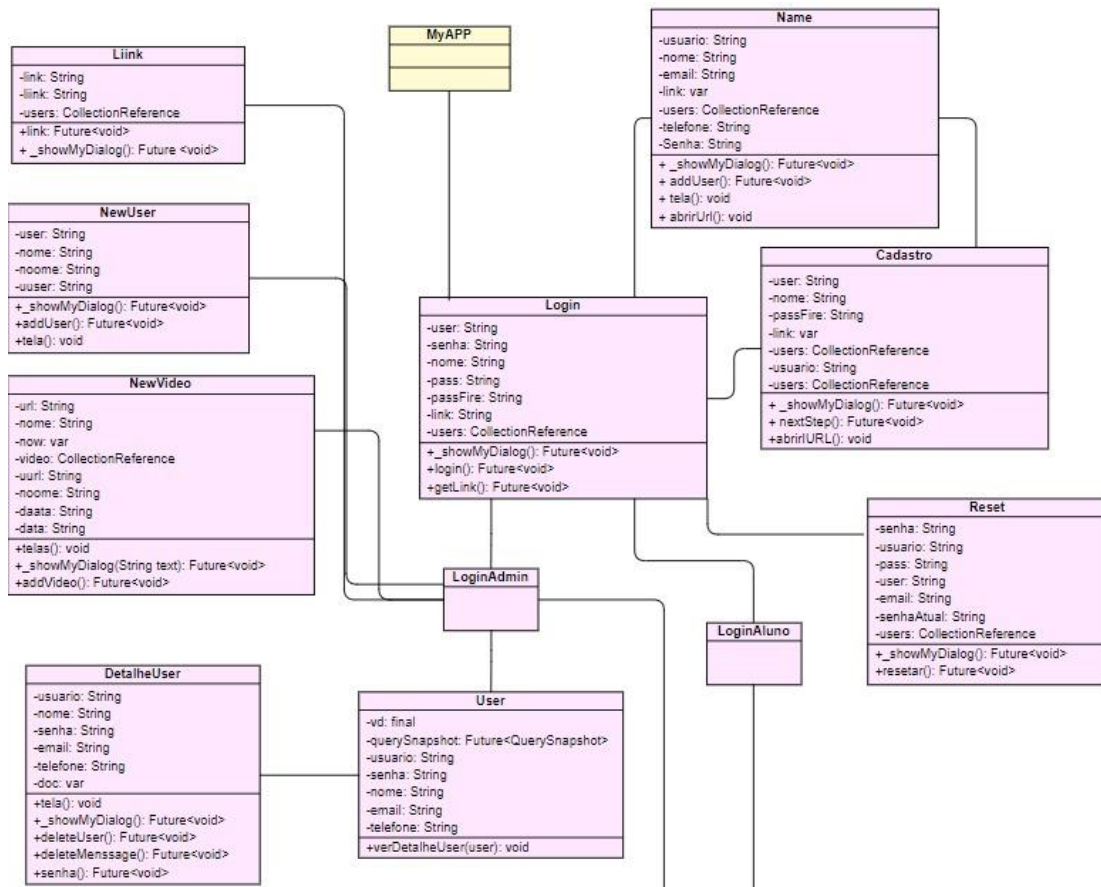 MyAPP
Name
-usuario: String
-nome: String
-email: String
-link: var
-users: CollectionReference
-telefone: String
-Senha: String
+ _showMyDialog(): Future<void>
+ addUser(): Future<void>
+ tela(): void
+ abrirUrl(): void
Liink
-link: String
-liink: String
-users: CollectionReference
+link: Future<void>
+ _showMyDialog(): Future <void>
NewUser
-user: String
-nome: String
-noome: String
-uuser: String
+_showMyDialog(): Future<void>
+addUser(): Future<void>
+tela(): void
Cadastro
-user: String
-nome: String
-passFire: String
-link: var
-users: CollectionReference
-usuario: String
-users: CollectionReference
+ _showMyDialog(): Future<void>
+ nextStep(): Future<void>
+abrirlURL(): void
Login
-user: String
-senha: String
-nome: String
-pass: String
-passFire: String
-link: String
-users: CollectionReference
+_showMyDialog(): Future<void>
+login(): Future<void>
+getLink(): Future<void>
NewVideo
-url: String
-nome: String
-now: var
-video: CollectionReference
-uurl: String
-noome: String
-daata: String
-data: String
+telas(): void
+_showMyDialog(String text): Future<void>
+addVideo(): Future<void>
Reset
-senha: String
-usuario: String
-pass: String
-user: String
-email: String
-senhaAtual: String
-users: CollectionReference
+_showMyDialog(): Future<void>
+resetar(): Future<void>
LoginAdmin
LoginAluno
DetalheUser
-usuario: String
-nome: String
-senha: String
-email: String
-telefone: String
-doc: var
+tela(): void
+_showMyDialog(): Future<void>
+deleteUser(): Future<void>
+deleteMenssage(): Future<void>
+senha(): Future<void>
User
-vd: final
-querySnapshot: Future<QuerySnapshot>
-usuario: String
-senha: String
-nome: String
-email: String
-telefone: String
+verDetalheUser(user): void